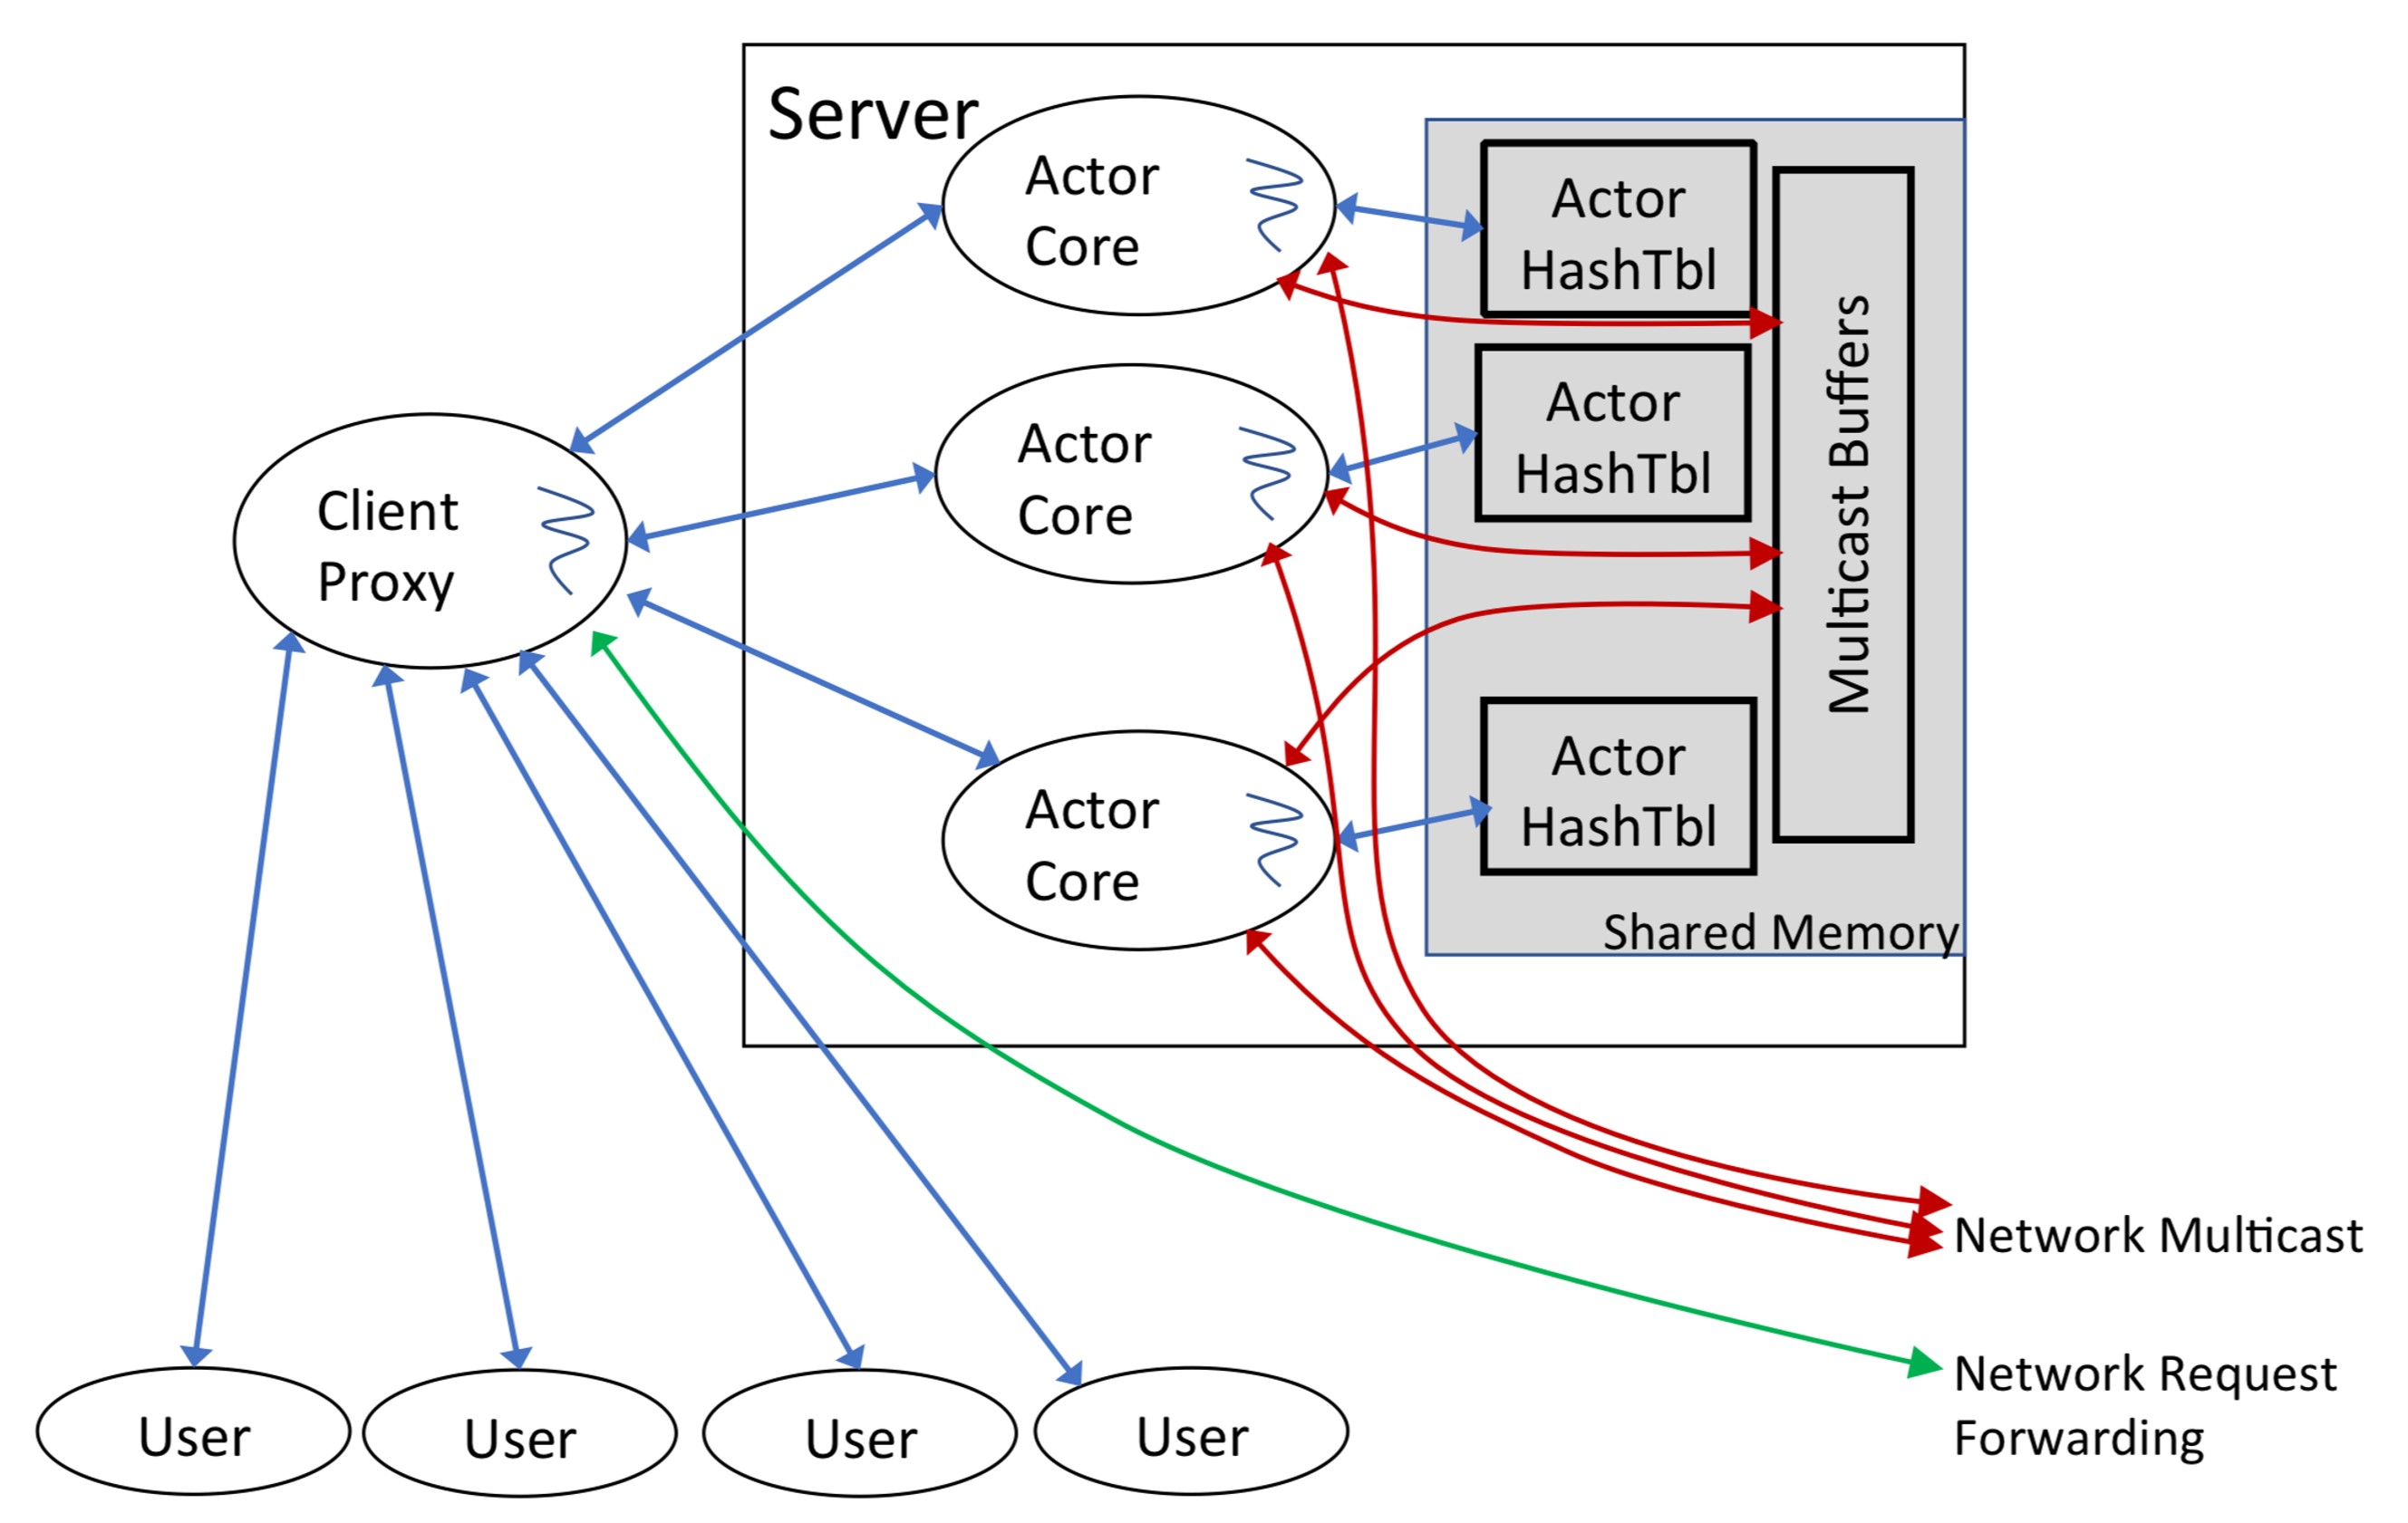 Server
Actor
Core
Actor
HashTbl
Actor
Core
Actor
HashTbl
Multicast Buffers
Client
Proxy
Actor
Core
Actor
HashTbl
Shared Memory
Network Multicast
Network Request
Forwarding
User
User
User
User